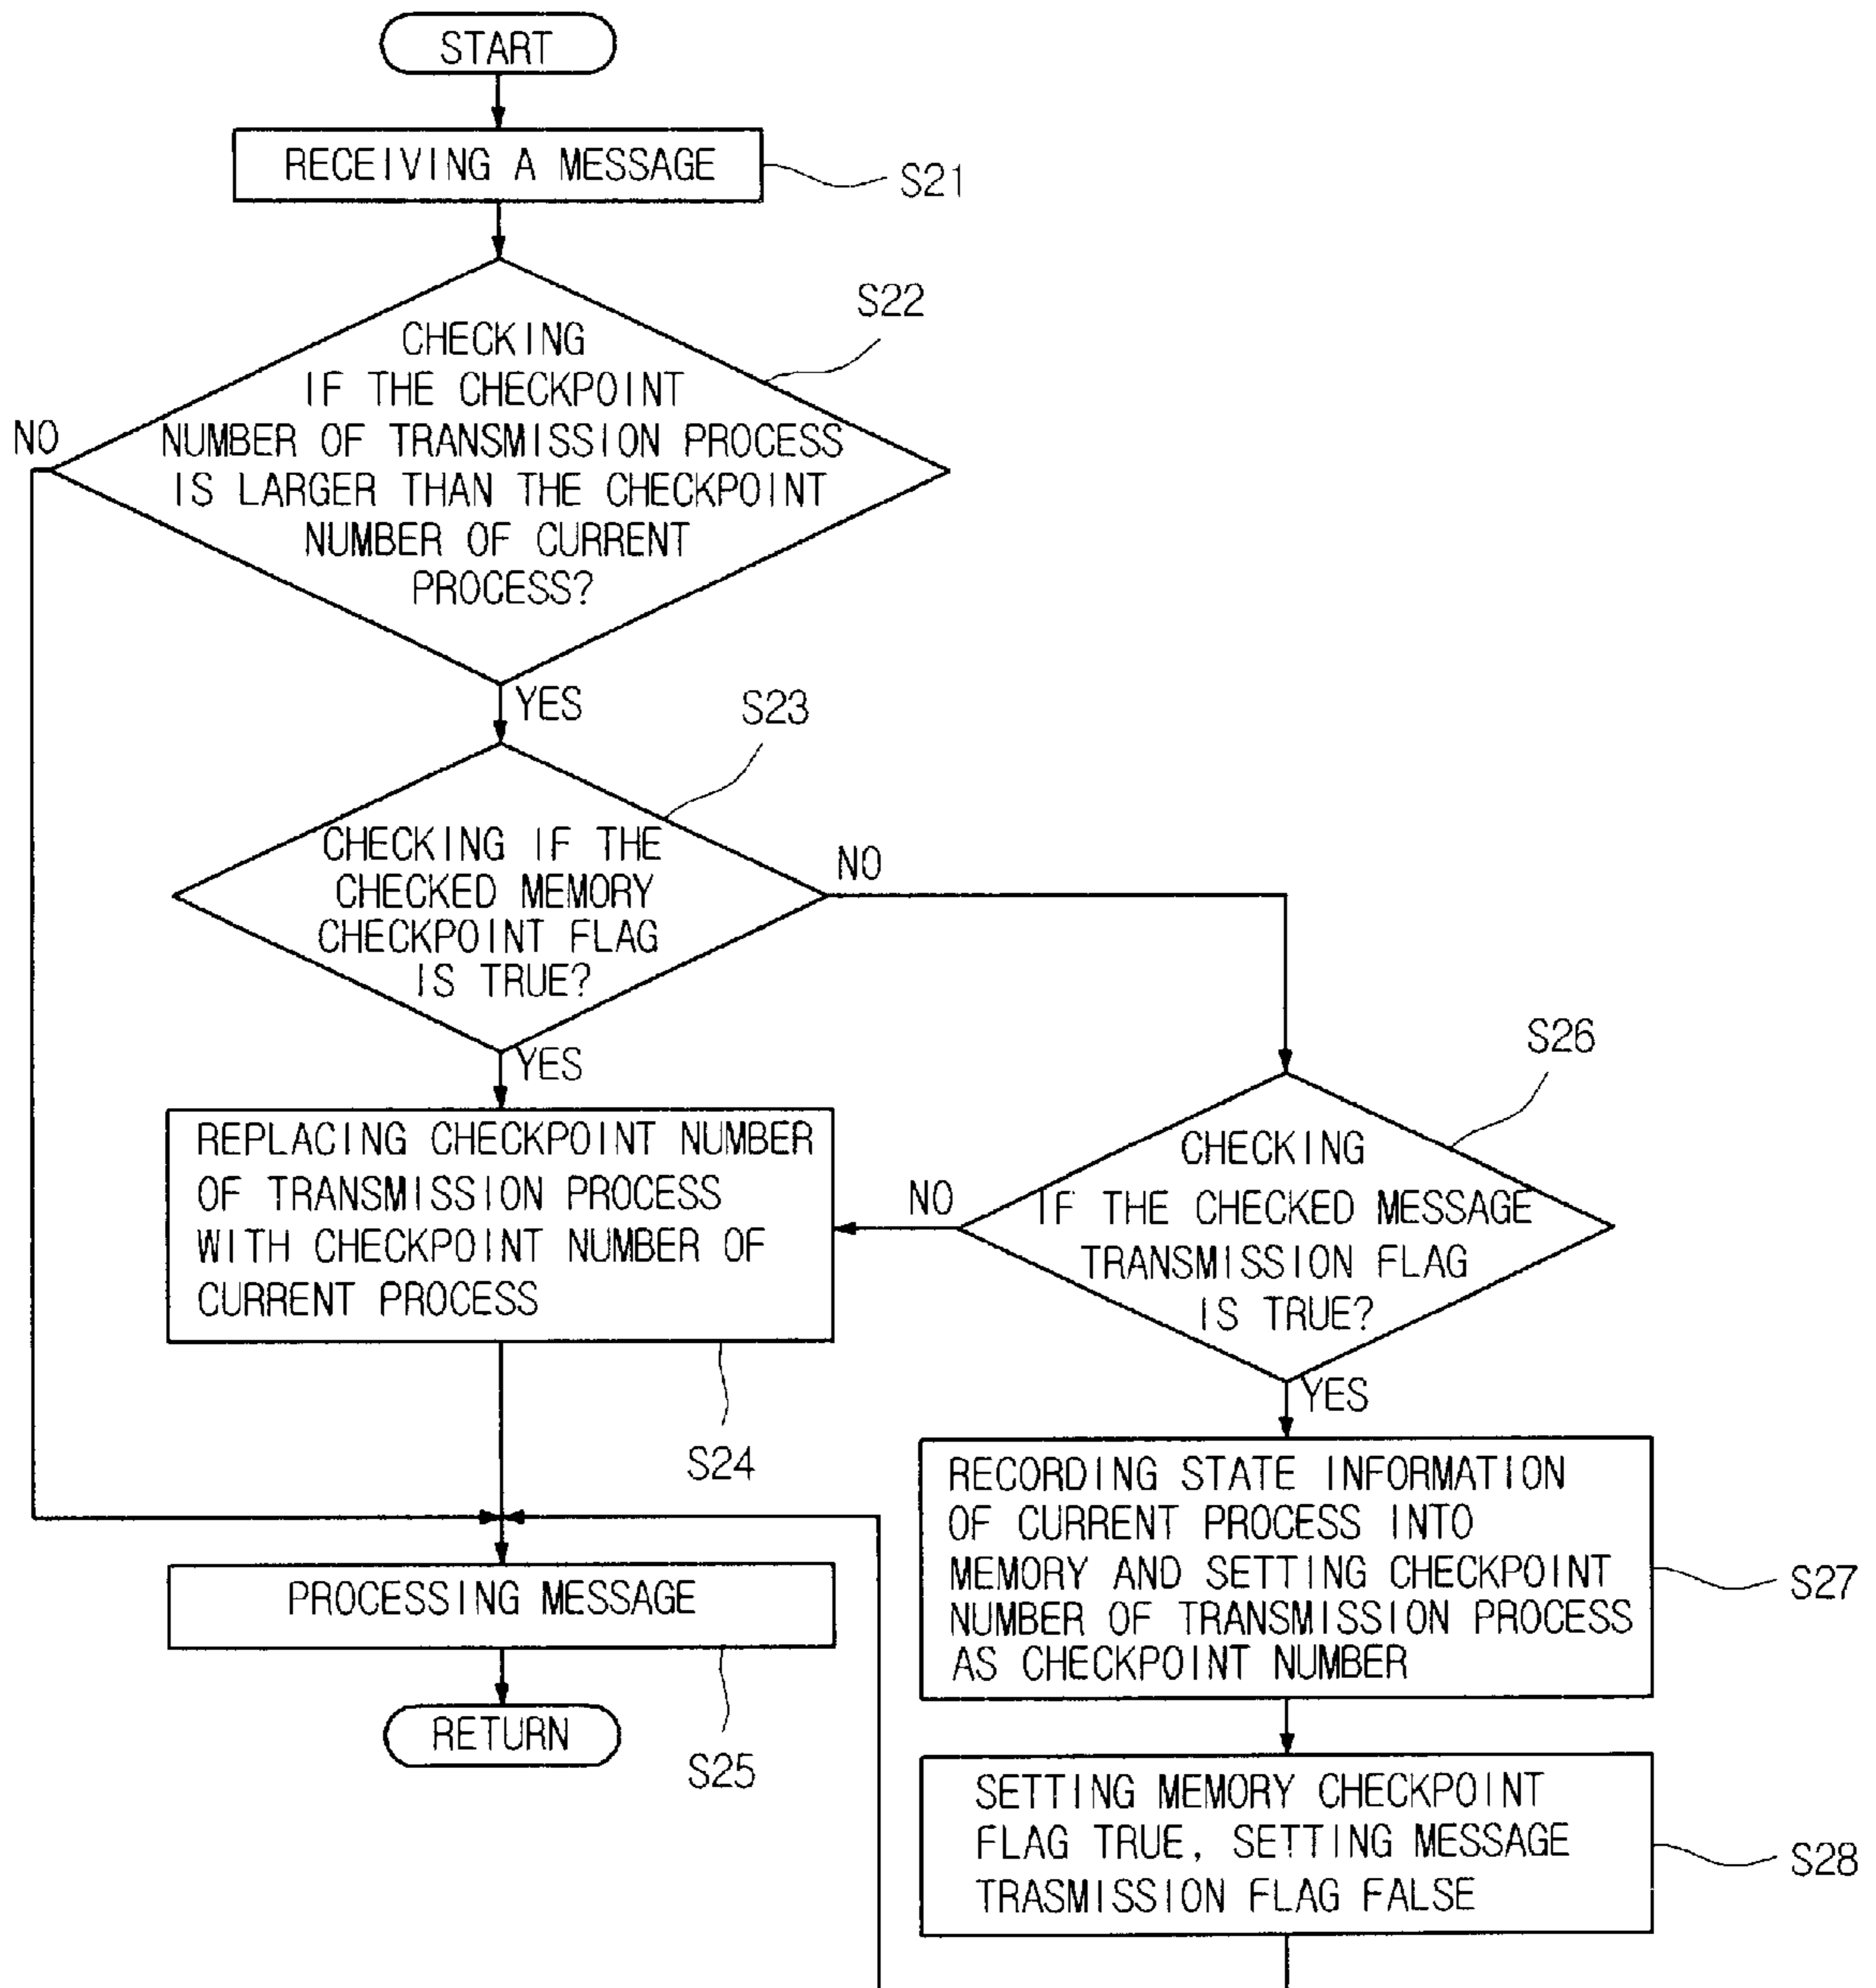 START
RECEIVING A MESSAGE
S21
S22
CHECKING
IF THE CHECKPOINT
NUMBER OF TRANSMISSION PROCESS
IS LARGER THAN THE CHECKPOINT
NUMBER OF CURRENT
PROCESS?
NO
YES
S23
CHECKING IF THE
CHECKED MEMORY
CHECKPOINT FLAG
IS TRUE?
NO
YES
S26
CHECKING
IF THE CHECKED MESSAGE
TRANSMISSION FLAG
IS TRUE?
NO
YES
REPLACING CHECKPOINT NUMBER
OF TRANSMISSION PROCESS
WITH CHECKPOINT NUMBER OF
CURRENT PROCESS
S24
RECORDING STATE INFORMATION
OF CURRENT PROCESS INTO
MEMORY AND SETTING CHECKPOINT
NUMBER OF TRANSMISSION PROCESS
AS CHECKPOINT NUMBER
S27
PROCESSING MESSAGE
S25
RETURN
SETTING MEMORY CHECKPOINT
FLAG TRUE, SETTING MESSAGE
TRASMISSION FLAG FALSE
S28